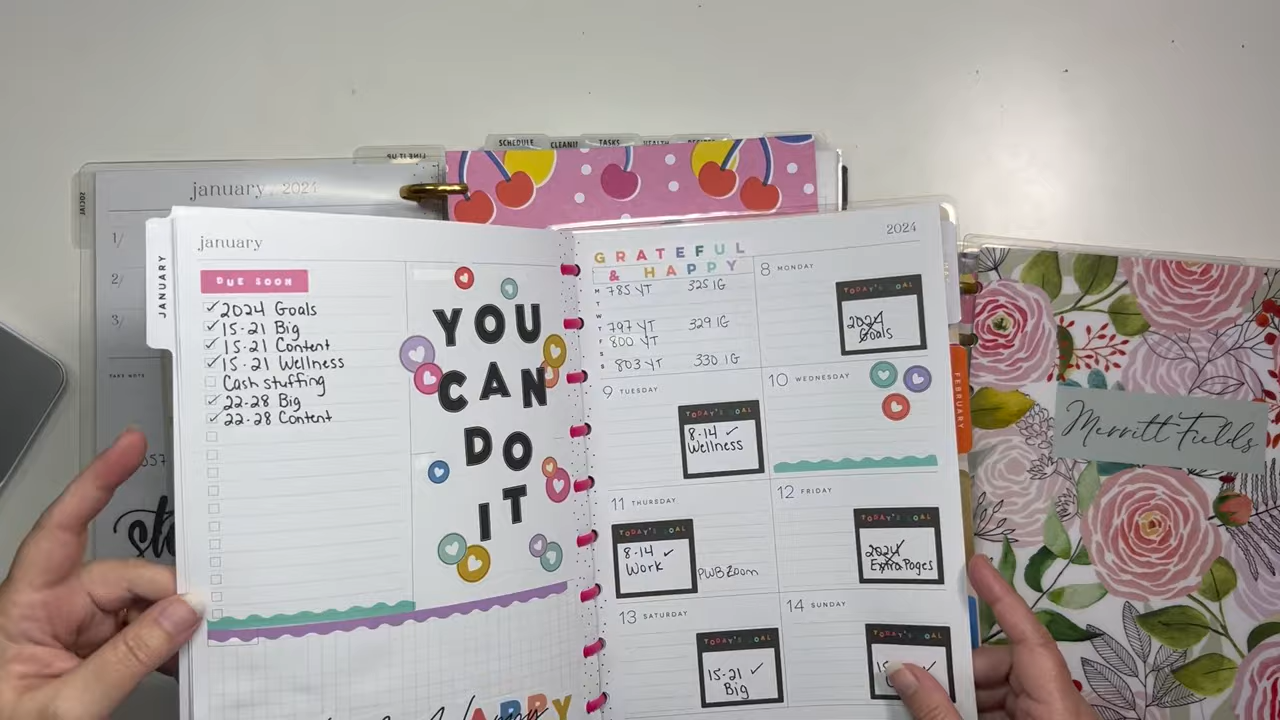 SCHEDULE
TASKS
HEALTH
january 2024
1/
2/
3/
TAKE NOTE
JANUARY
january
DUE SOON
✓ 2024 Goals
✓ 15-21 Big
✓ 15-21 Content
✓ 15-21 Wellness
Cash stuffing
✓ 22-28 Big
✓ 22-28 Content
YOU
CAN
DO
IT
HAPPY
2024
GRATEFUL
& HAPPY
M 785 YT 325 IG
T
W
T 797 YT 329 IG
F 800 YT
S
S 803 YT 330 IG
8 MONDAY
TODAY'S GOAL
2024
Goals
9 TUESDAY
TODAY'S GOAL
8-14 ✓
Wellness
10 WEDNESDAY
11 THURSDAY
TODAY'S GOAL
8-14 ✓
Work
PWB Zoom
12 FRIDAY
TODAY'S GOAL
2024
Extra Pages
13 SATURDAY
TODAY'S GOAL
15-21 ✓
Big
14 SUNDAY
TODAY'S GOAL
FEBRUARY
Merritt Fields